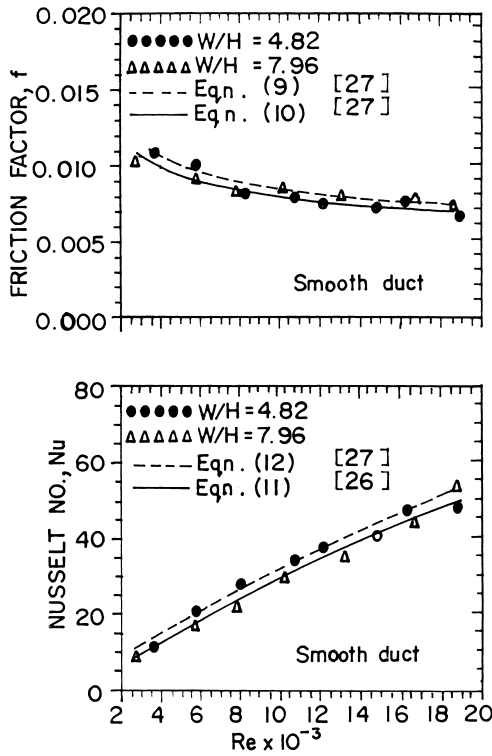 0.020
W/H = 4.82
W/H = 7.96
Eqn. (9) [27]
Eqn. (10) [27]
0.015
0.010
0.005
0.000
FRICTION FACTOR, f
Smooth duct
80
W/H = 4.82
W/H = 7.96
Eqn. (12) [27]
Eqn. (11) [26]
60
40
20
0
NUSSELT NO., Nu
Smooth duct
2 4 6 8 10 12 14 16 18 20
Re x 10⁻³